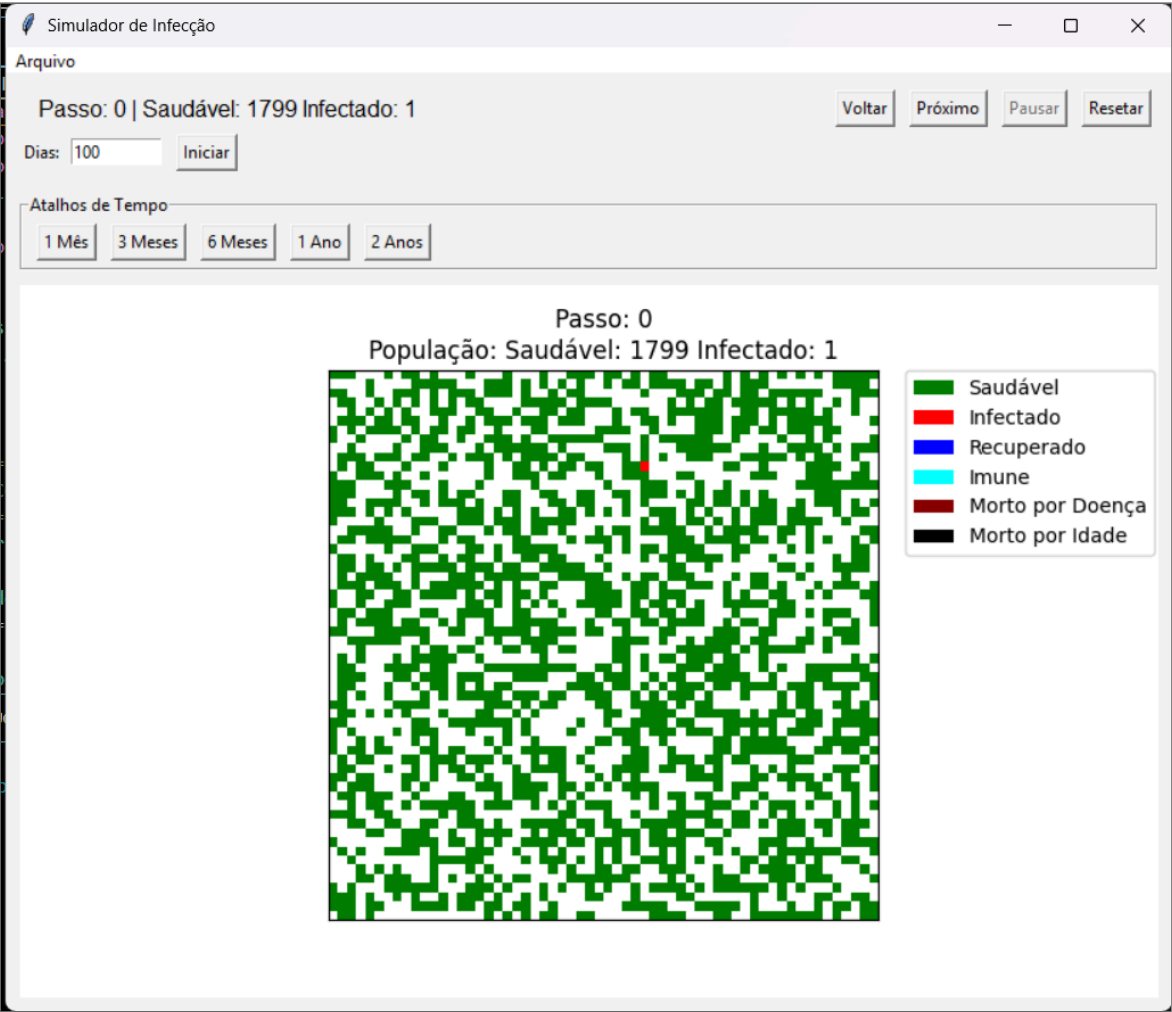 Simulador de Infecção
Arquivo
Passo: 0 | Saudável: 1799 Infectado: 1
Voltar Próximo Pausar Resetar
Dias: 100 Iniciar
Atalhos de Tempo
1 Mês 3 Meses 6 Meses 1 Ano 2 Anos
Passo: 0
População: Saudável: 1799 Infectado: 1
Saudável
Infectado
Recuperado
Imune
Morto por Doença
Morto por Idade